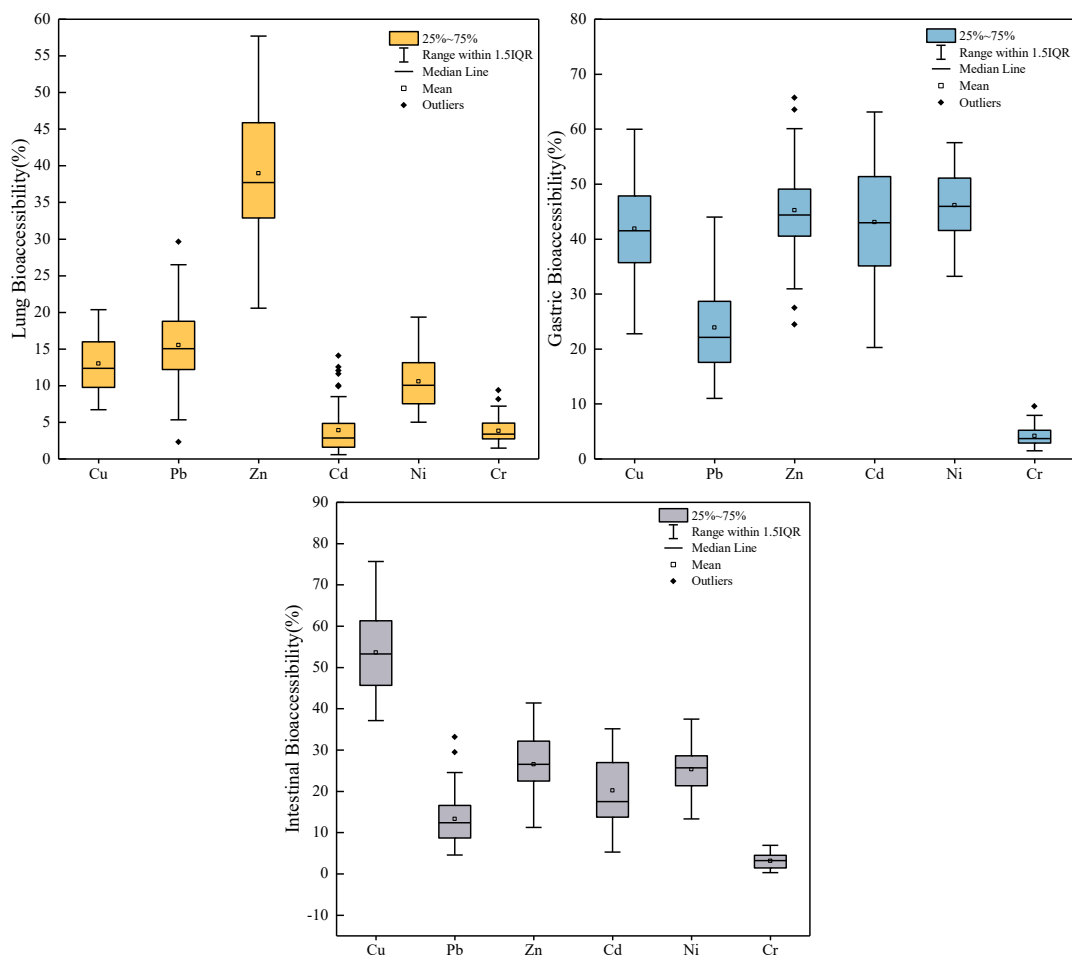 60
55
50
45
40
35
30
25
20
15
10
5
0
Lung Bioaccessibility(%)
25%~75%
Range within 1.5IQR
Median Line
Mean
Outliers
Cu Pb Zn Cd Ni Cr
80
70
60
50
40
30
20
10
0
Gastric Bioaccessibility(%)
25%~75%
Range within 1.5IQR
Median Line
Mean
Outliers
Cu Pb Zn Cd Ni Cr
90
80
70
60
50
40
30
20
10
0
-10
Intestinal Bioaccessibility(%)
25%~75%
Range within 1.5IQR
Median Line
Mean
Outliers
Cu Pb Zn Cd Ni Cr